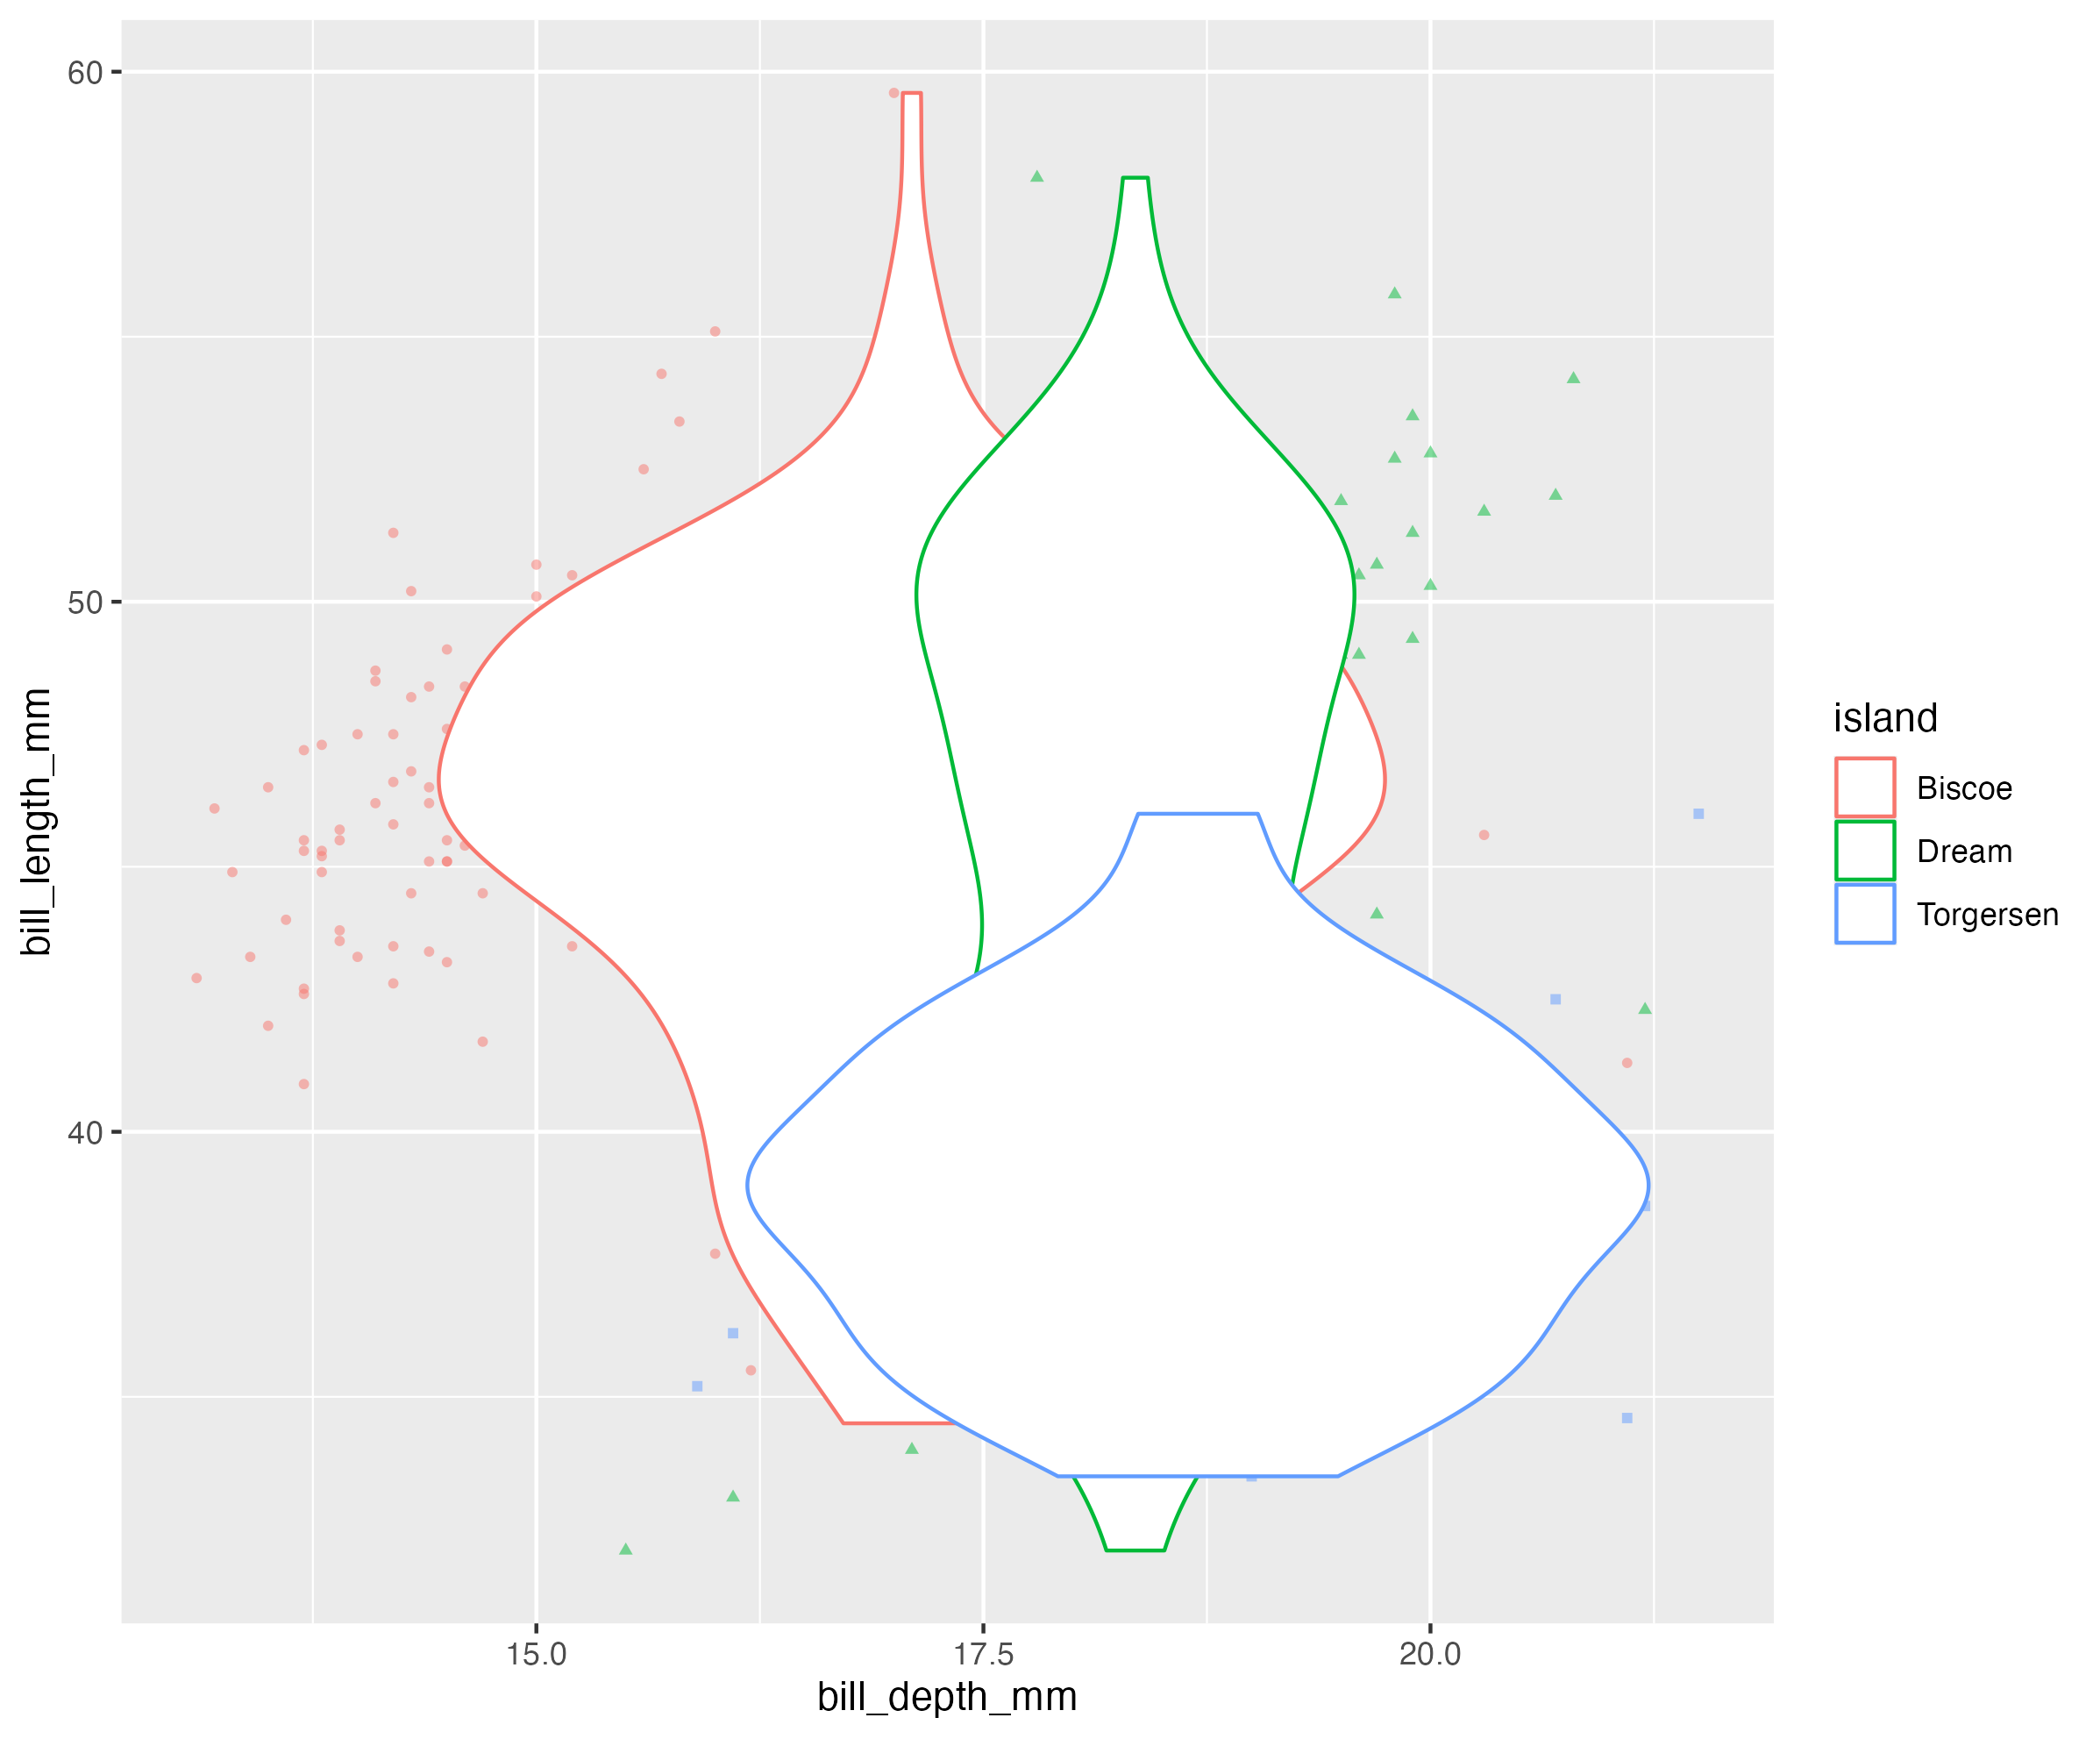 60
50
40
bill_length_mm
15.0
17.5
20.0
bill_depth_mm
island
Biscoe
Dream
Torgersen